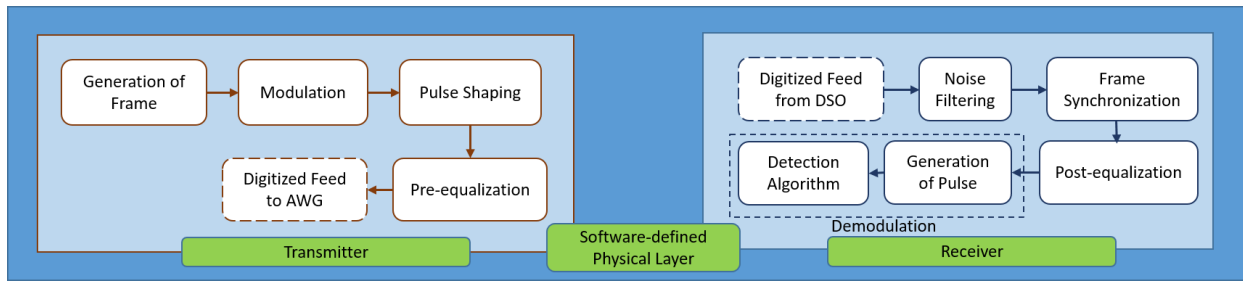 Generation of
Frame
Modulation
Pulse Shaping
Pre-equalization
Digitized Feed
to AWG
Transmitter
Software-defined
Physical Layer
Digitized Feed
from DSO
Noise
Filtering
Frame
Synchronization
Post-equalization
Generation
of Pulse
Detection
Algorithm
Demodulation
Receiver